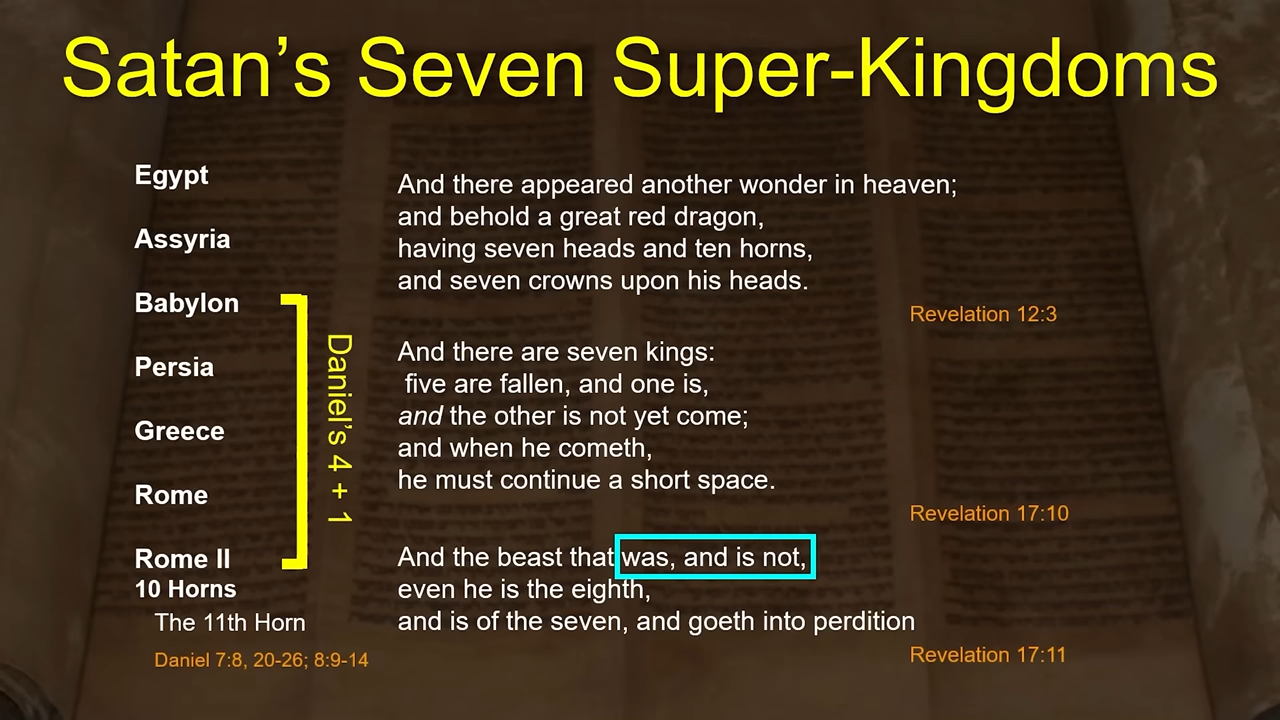 Satan’s Seven Super-Kingdoms
Egypt
Assyria
Babylon
Persia
Greece
Rome
Rome II
10 Horns
The 11th Horn
Daniel 7:8, 20-26; 8:9-14
Daniel’s 4 + 1
And there appeared another wonder in heaven;
and behold a great red dragon,
having seven heads and ten horns,
and seven crowns upon his heads.
Revelation 12:3
And there are seven kings:
five are fallen, and one is,
and the other is not yet come;
and when he cometh,
he must continue a short space.
Revelation 17:10
And the beast that was, and is not,
even he is the eighth,
and is of the seven, and goeth into perdition
Revelation 17:11